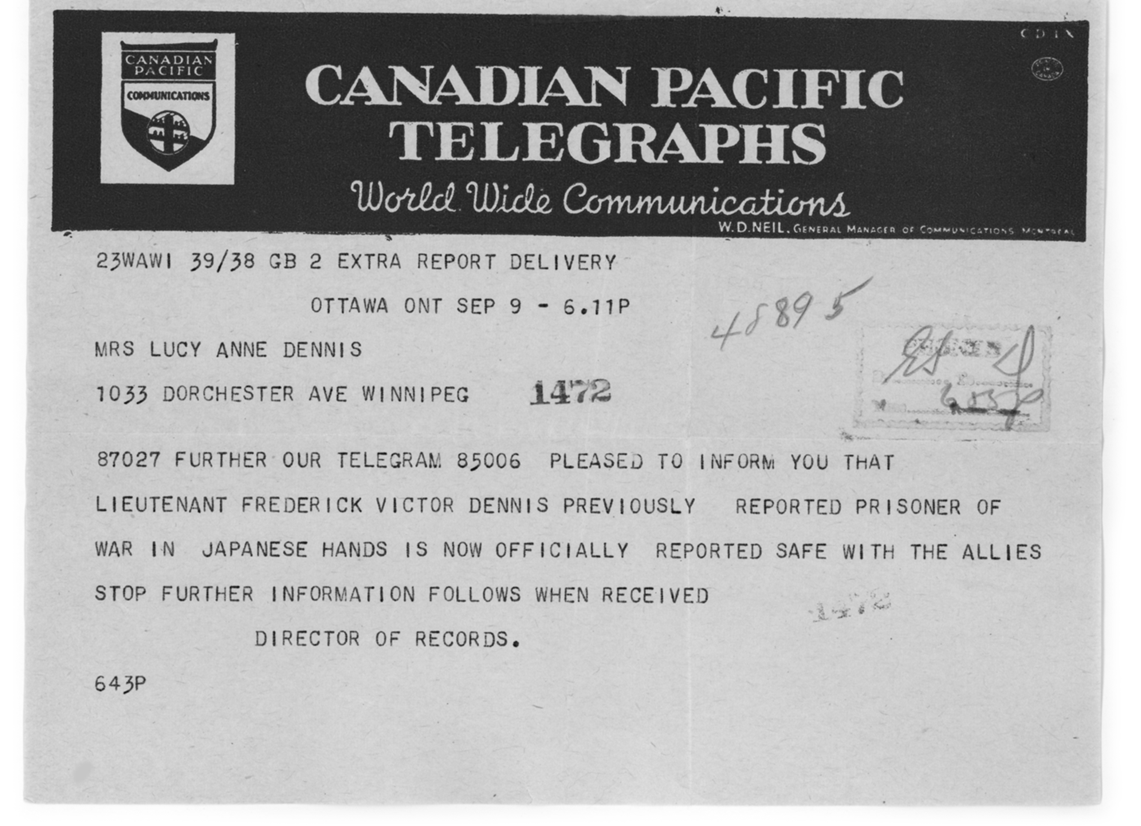 CDIX
CANADIAN
PACIFIC
COMMUNICATIONS
CANADIAN PACIFIC
TELEGRAPHS
World Wide Communications
W.D.NEIL, GENERAL MANAGER OF COMMUNICATIONS MONTREAL
23WAWI 39/38 GB 2 EXTRA REPORT DELIVERY
OTTAWA ONT SEP 9 - 6.11P
48895
MRS LUCY ANNE DENNIS
1033 DORCHESTER AVE WINNIPEG 1472
87027 FURTHER OUR TELEGRAM 85006 PLEASED TO INFORM YOU THAT
LIEUTENANT FREDERICK VICTOR DENNIS PREVIOUSLY REPORTED PRISONER OF
WAR IN JAPANESE HANDS IS NOW OFFICIALLY REPORTED SAFE WITH THE ALLIES
STOP FURTHER INFORMATION FOLLOWS WHEN RECEIVED
1472
DIRECTOR OF RECORDS.
643P